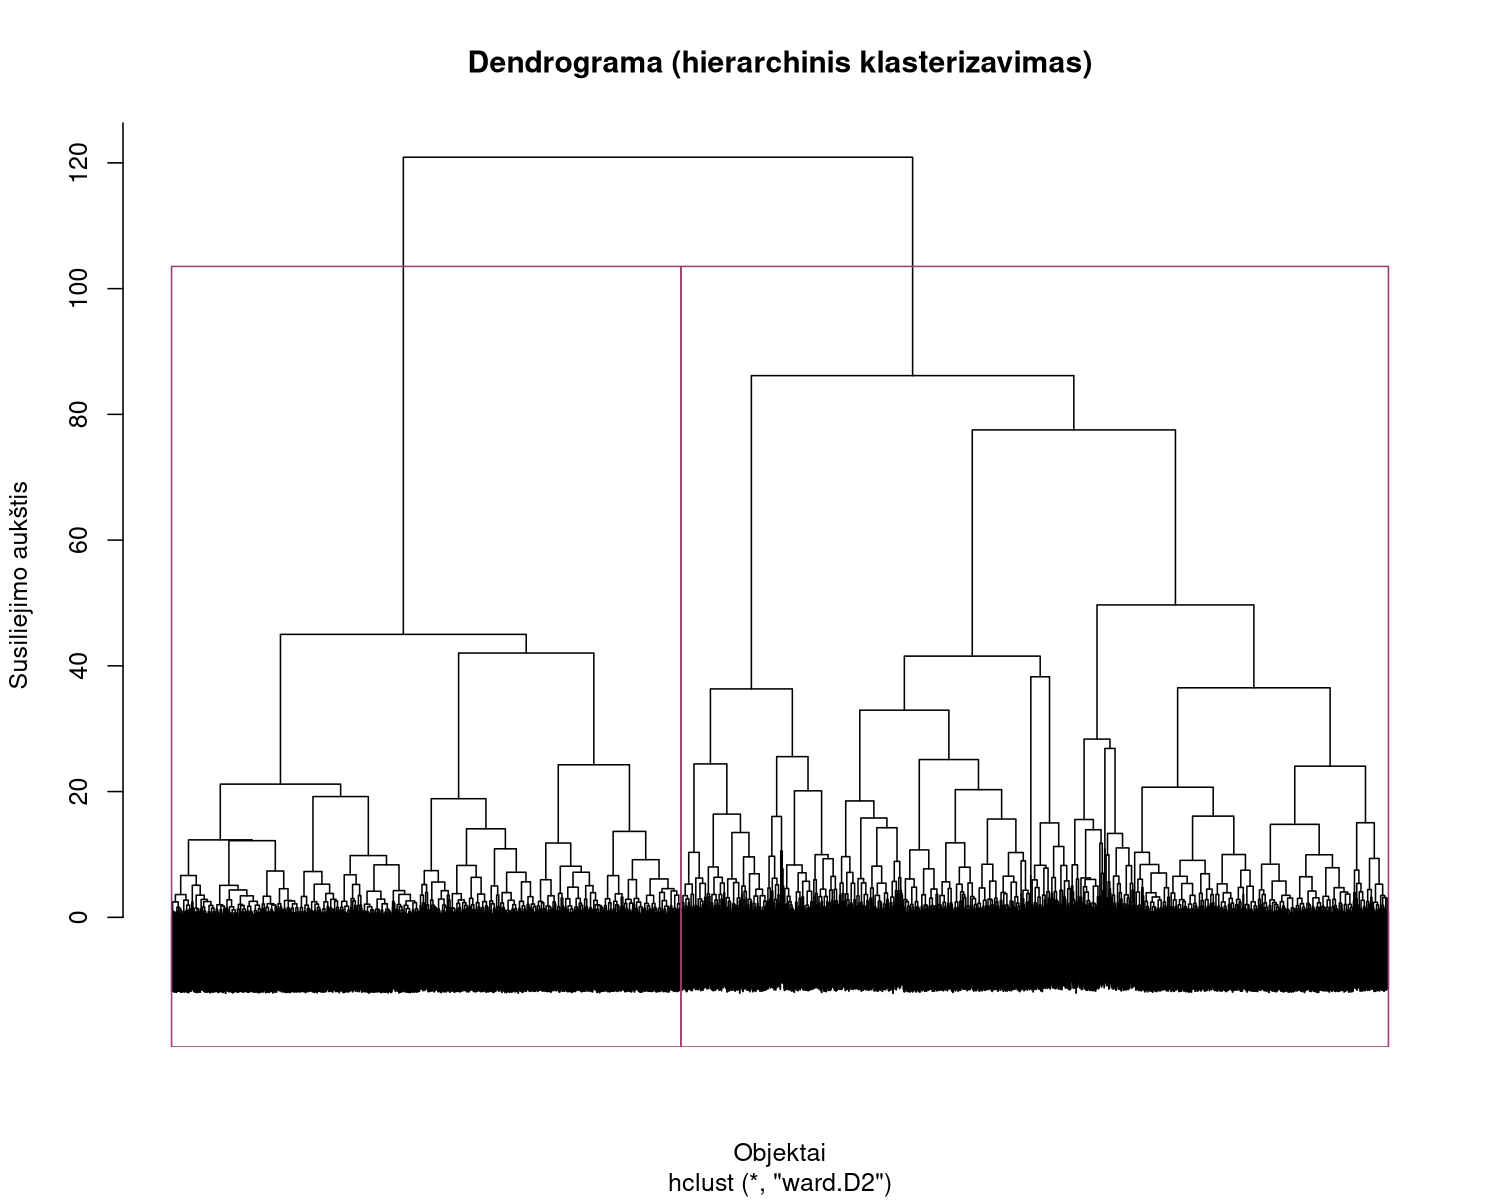 Dendrograma (hierarchinis klasterizavimas)
120
100
80
60
40
20
0
Susiliejimo aukštis
Objektai
hclust (*, "ward.D2")